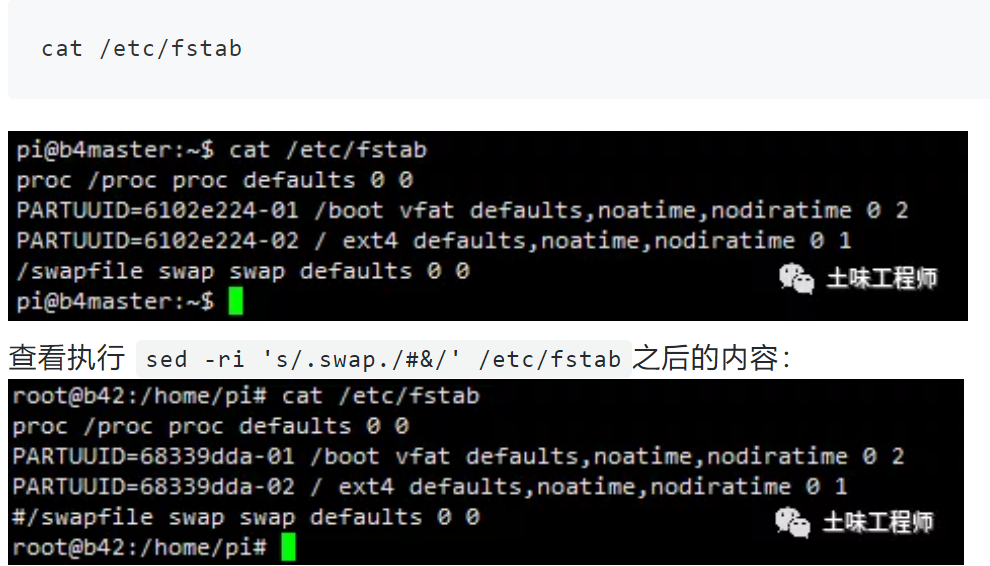 cat /etc/fstab
pi@b4master:~$ cat /etc/fstab
proc /proc proc defaults 0 0
PARTUUID=6102e224-01 /boot vfat defaults,noatime,nodiratime 0 2
PARTUUID=6102e224-02 / ext4 defaults,noatime,nodiratime 0 1
/swapfile swap swap defaults 0 0
土味工程师
pi@b4master:~$
查看执行 sed -ri 's/.swap./#&/' /etc/fstab之后的内容：
root@b42:/home/pi# cat /etc/fstab
proc /proc proc defaults 0 0
PARTUUID=68339dda-01 /boot vfat defaults,noatime,nodiratime 0 2
PARTUUID=68339dda-02 / ext4 defaults,noatime,nodiratime 0 1
#/swapfile swap swap defaults 0 0
土味工程师
root@b42:/home/pi#